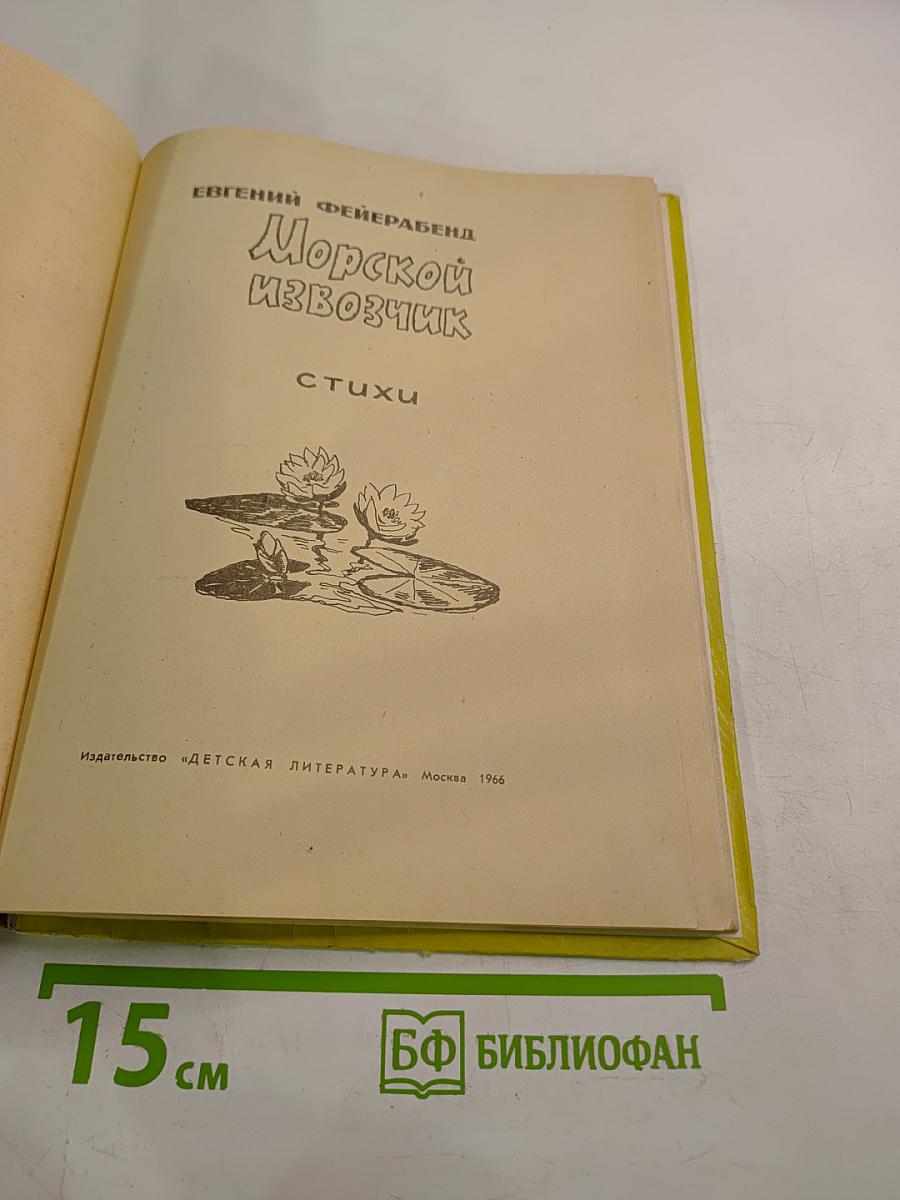 ЕВГЕНИЙ ФЕЙЕРАБЕНД
Морской
извозчик
стихи
Издательство «ДЕТСКАЯ ЛИТЕРАТУРА» Москва 1966
15 см
БФ БИБЛИОФАН